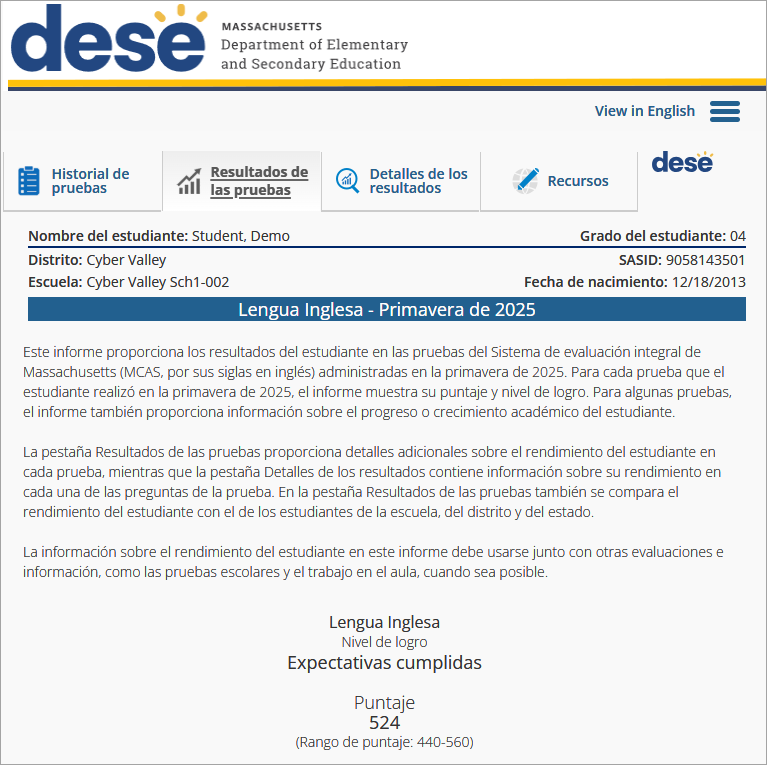 dese
MASSACHUSETTS
Department of Elementary
and Secondary Education
View in English
Historial de
pruebas
Resultados de
las pruebas
Detalles de los
resultados
Recursos
dese
Nombre del estudiante: Student, Demo
Grado del estudiante: 04
Distrito: Cyber Valley
SASID: 9058143501
Escuela: Cyber Valley Sch1-002
Fecha de nacimiento: 12/18/2013
Lengua Inglesa - Primavera de 2025
Este informe proporciona los resultados del estudiante en las pruebas del Sistema de evaluación integral de
Massachusetts (MCAS, por sus siglas en inglés) administradas en la primavera de 2025. Para cada prueba que el
estudiante realizó en la primavera de 2025, el informe muestra su puntaje y nivel de logro. Para algunas pruebas,
el informe también proporciona información sobre el progreso o crecimiento académico del estudiante.
La pestaña Resultados de las pruebas proporciona detalles adicionales sobre el rendimiento del estudiante en
cada prueba, mientras que la pestaña Detalles de los resultados contiene información sobre su rendimiento en
cada una de las preguntas de la prueba. En la pestaña Resultados de las pruebas también se compara el
rendimiento del estudiante con el de los estudiantes de la escuela, del distrito y del estado.
La información sobre el rendimiento del estudiante en este informe debe usarse junto con otras evaluaciones e
información, como las pruebas escolares y el trabajo en el aula, cuando sea posible.
Lengua Inglesa
Nivel de logro
Expectativas cumplidas
Puntaje
524
(Rango de puntaje: 440-560)